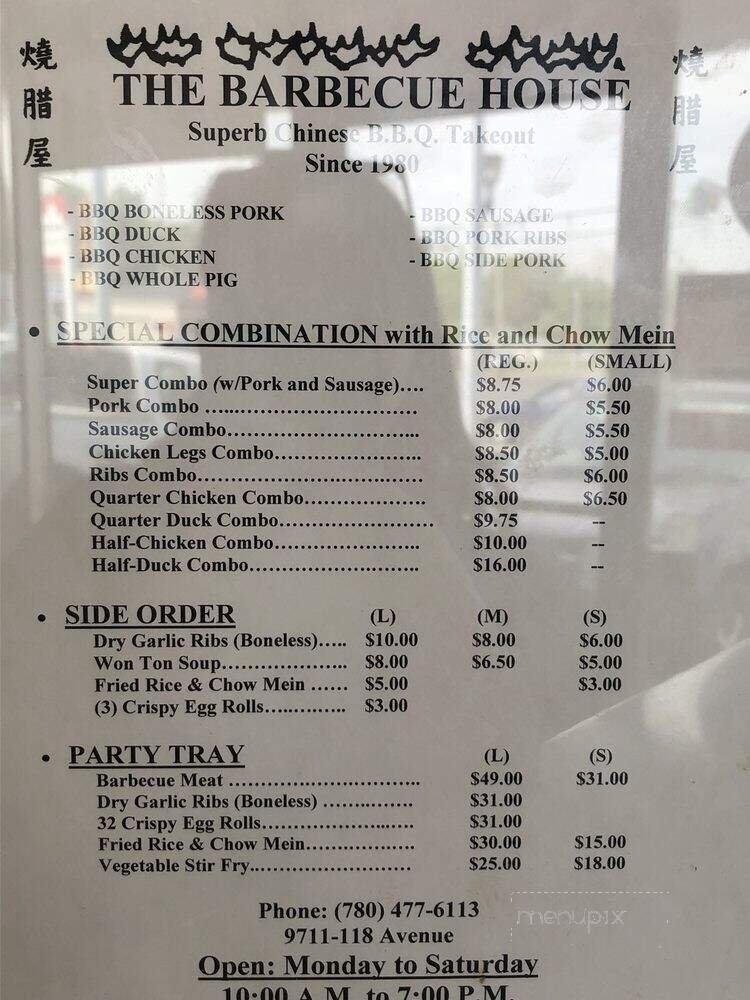 燒腊屋
燒腊屋
THE BARBECUE HOUSE
Superb Chinese B.B.Q. Takeout
Since 1980
- BBQ BONELESS PORK
- BBQ DUCK
- BBQ CHICKEN
- BBQ WHOLE PIG
- BBQ SAUSAGE
- BBQ PORK RIBS
- BBQ SIDE PORK
• SPECIAL COMBINATION with Rice and Chow Mein
(REG.) (SMALL)
Super Combo (w/Pork and Sausage).... $8.75 $6.00
Pork Combo ................................. $8.00 $5.50
Sausage Combo.............................. $8.00 $5.50
Chicken Legs Combo....................... $8.50 $5.00
Ribs Combo.................................... $8.50 $6.00
Quarter Chicken Combo................... $8.00 $6.50
Quarter Duck Combo........................ $9.75 --
Half-Chicken Combo....................... $10.00 --
Half-Duck Combo........................... $16.00 --
• SIDE ORDER (L) (M) (S)
Dry Garlic Ribs (Boneless)..... $10.00 $8.00 $6.00
Won Ton Soup.................... $8.00 $6.50 $5.00
Fried Rice & Chow Mein ...... $5.00 $3.00
(3) Crispy Egg Rolls............. $3.00
• PARTY TRAY (L) (S)
Barbecue Meat .............................. $49.00 $31.00
Dry Garlic Ribs (Boneless) .............. $31.00
32 Crispy Egg Rolls........................ $31.00
Fried Rice & Chow Mein................. $30.00 $15.00
Vegetable Stir Fry......................... $25.00 $18.00
Phone: (780) 477-6113
9711-118 Avenue
menupix
Open: Monday to Saturday
10:00 A.M. to 7:00 P.M.